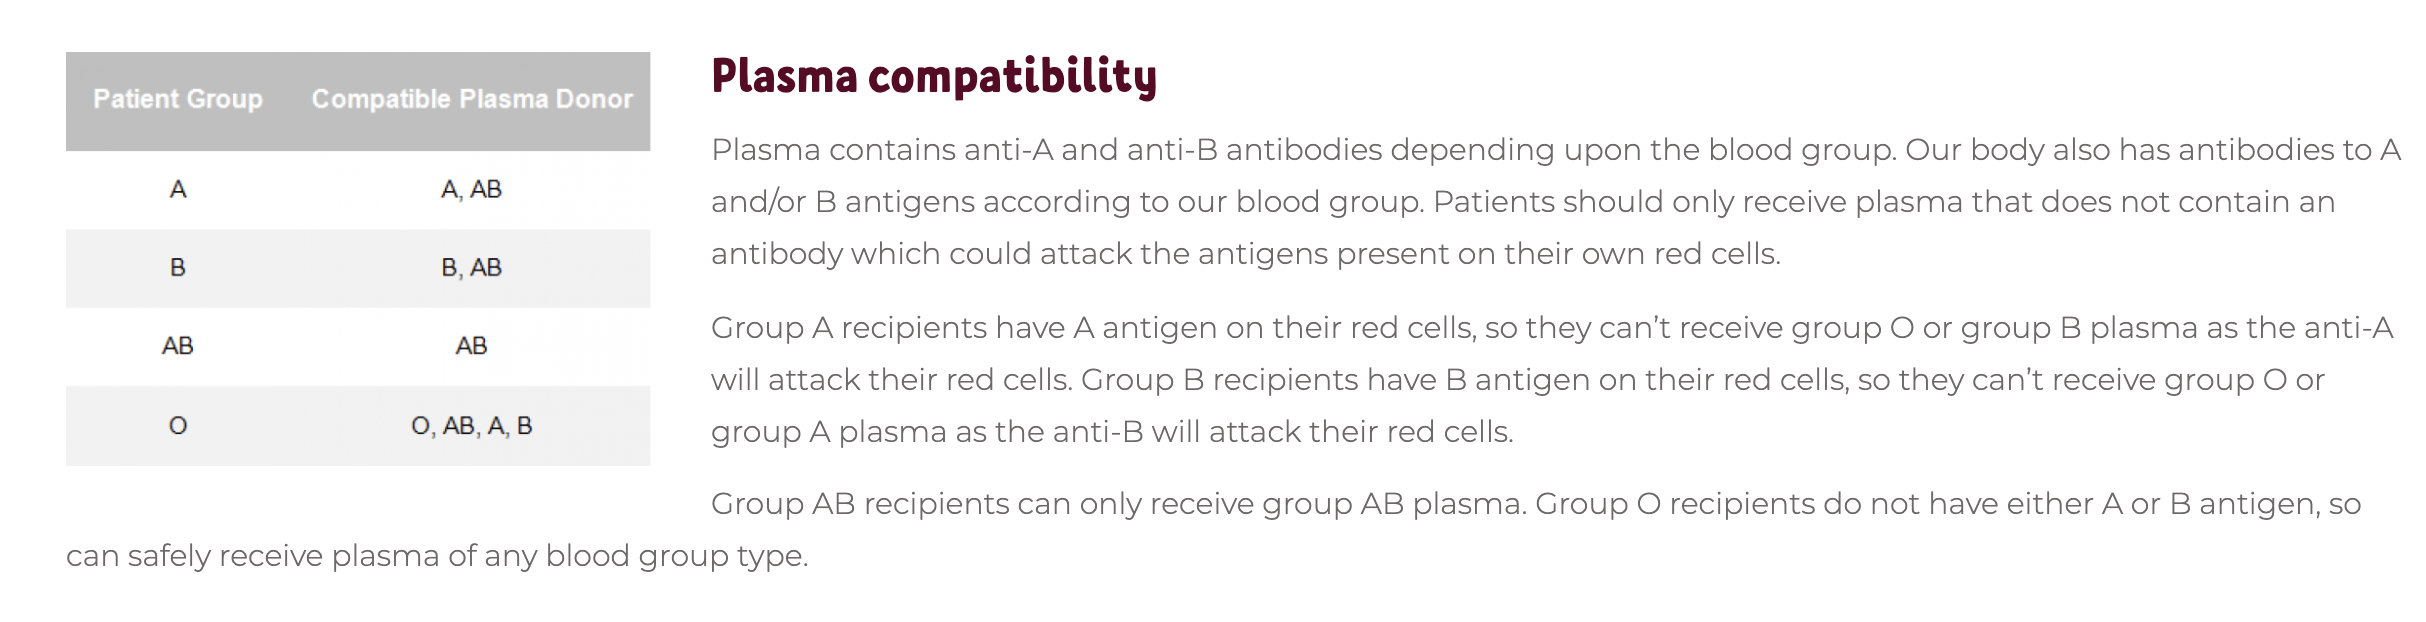 Patient Group Compatible Plasma Donor
A A, AB
B B, AB
AB AB
O O, AB, A, B
Plasma compatibility
Plasma contains anti-A and anti-B antibodies depending upon the blood group. Our body also has antibodies to A
and/or B antigens according to our blood group. Patients should only receive plasma that does not contain an
antibody which could attack the antigens present on their own red cells.
Group A recipients have A antigen on their red cells, so they can’t receive group O or group B plasma as the anti-A
will attack their red cells. Group B recipients have B antigen on their red cells, so they can’t receive group O or
group A plasma as the anti-B will attack their red cells.
Group AB recipients can only receive group AB plasma. Group O recipients do not have either A or B antigen, so
can safely receive plasma of any blood group type.